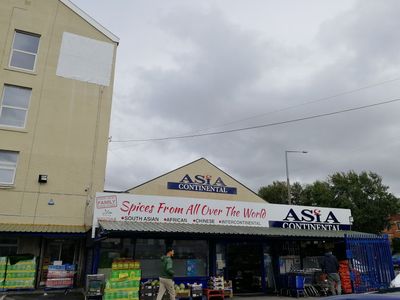 ASIA
CONTINENTAL
FAMILY
Spices From All Over The World
SOUTH ASIAN AFRICAN CHINESE INTERCONTINENTAL
ASIA
CONTINENTAL